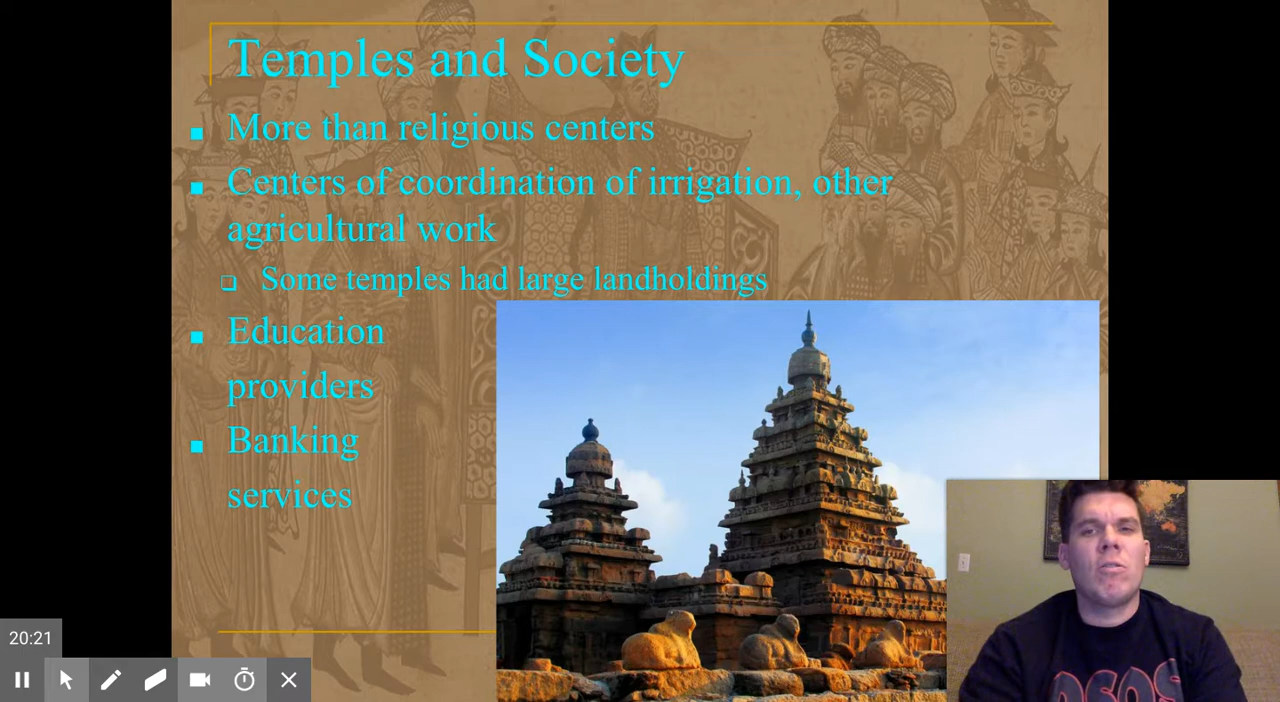 Temples and Society
More than religious centers
Centers of coordination of irrigation, other
agricultural work
Some temples had large landholdings
Education
providers
Banking
services
20:21